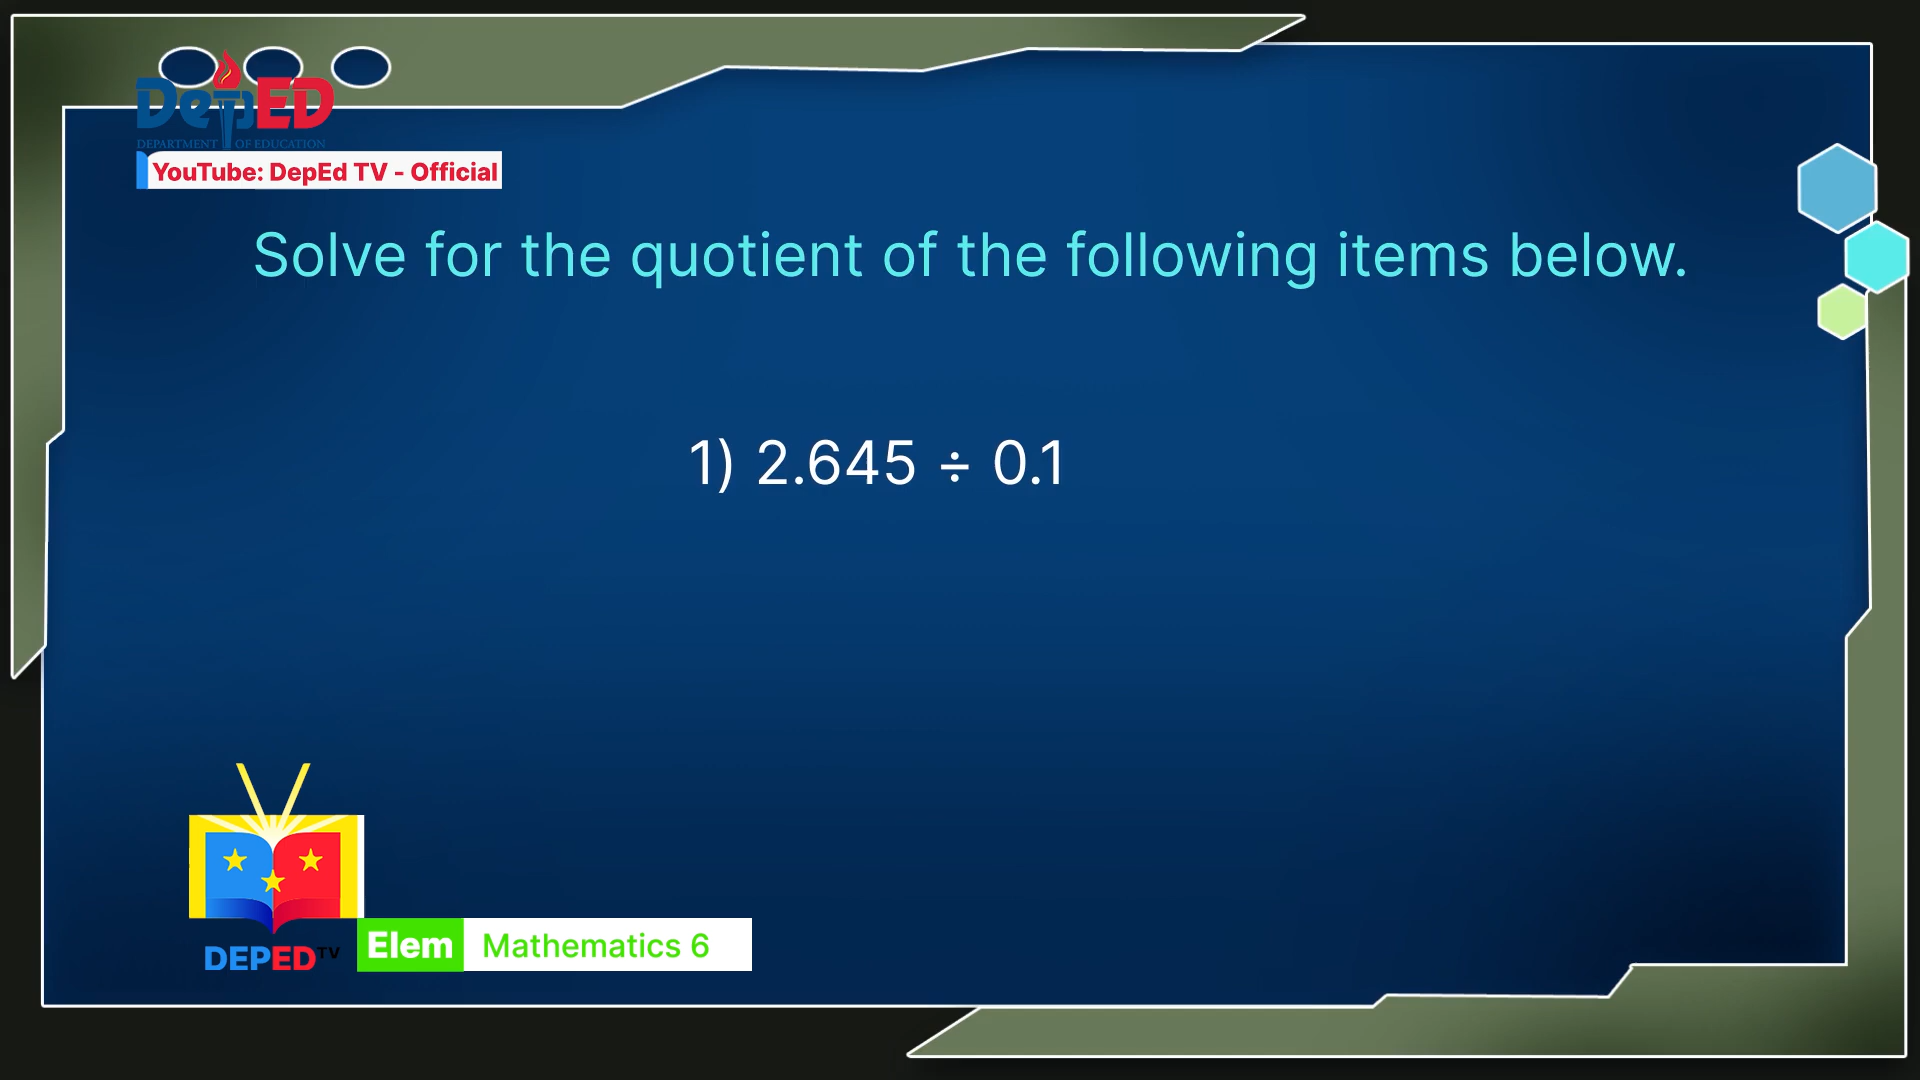 DepED
DEPARTMENT OF EDUCATION
YouTube: DepEd TV - Official
Solve for the quotient of the following items below.
1) 2.645 ÷ 0.1
DEPED TV
Elem Mathematics 6